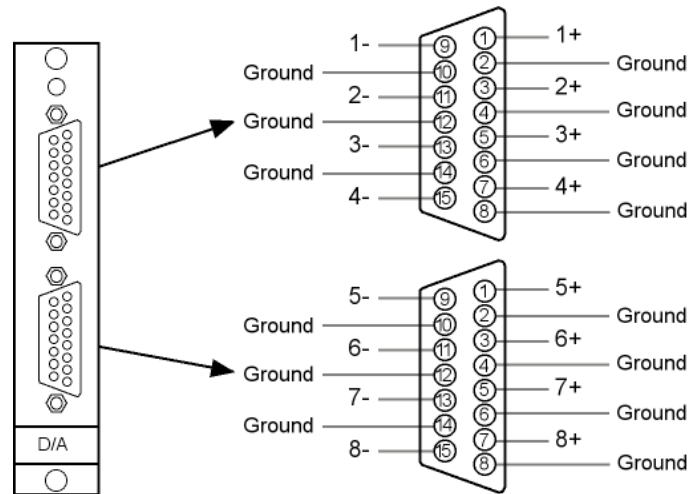 1- 9 1 1+
Ground 10 2 Ground
2- 11 3 2+
Ground 12 4 Ground
3- 13 5 3+
Ground 14 6 Ground
4- 15 7 4+
8 Ground
5- 9 1 5+
Ground 10 2 Ground
6- 11 3 6+
Ground 12 4 Ground
7- 13 5 7+
Ground 14 6 Ground
8- 15 7 8+
8 Ground
D/A